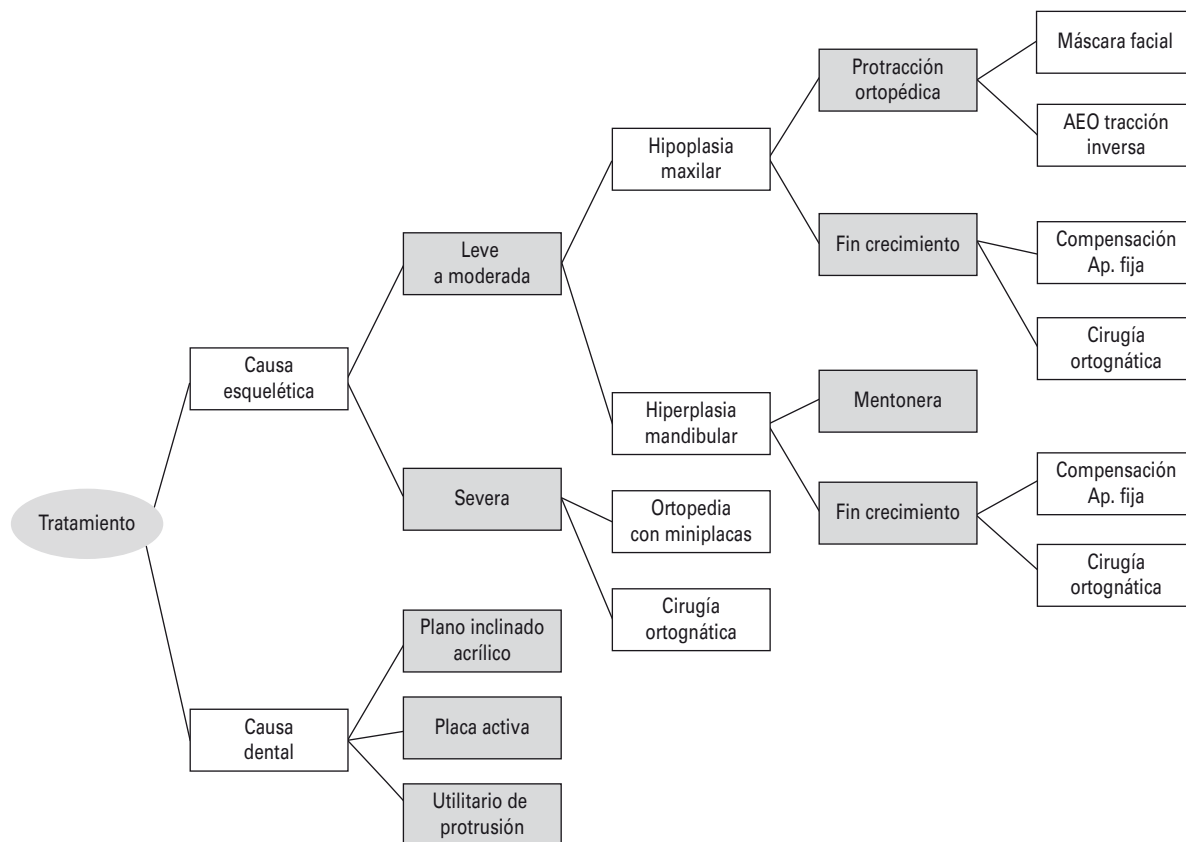 Tratamiento
Causa
esquelética
Leve
a moderada
Hipoplasia
maxilar
Protracción
ortopédica
Máscara facial
AEO tracción
inversa
Fin crecimiento
Compensación
Ap. fija
Cirugía
ortognática
Hiperplasia
mandibular
Mentonera
Fin crecimiento
Compensación
Ap. fija
Cirugía
ortognática
Severa
Ortopedia
con miniplacas
Cirugía
ortognática
Causa
dental
Plano inclinado
acrílico
Placa activa
Utilitario de
protrusión